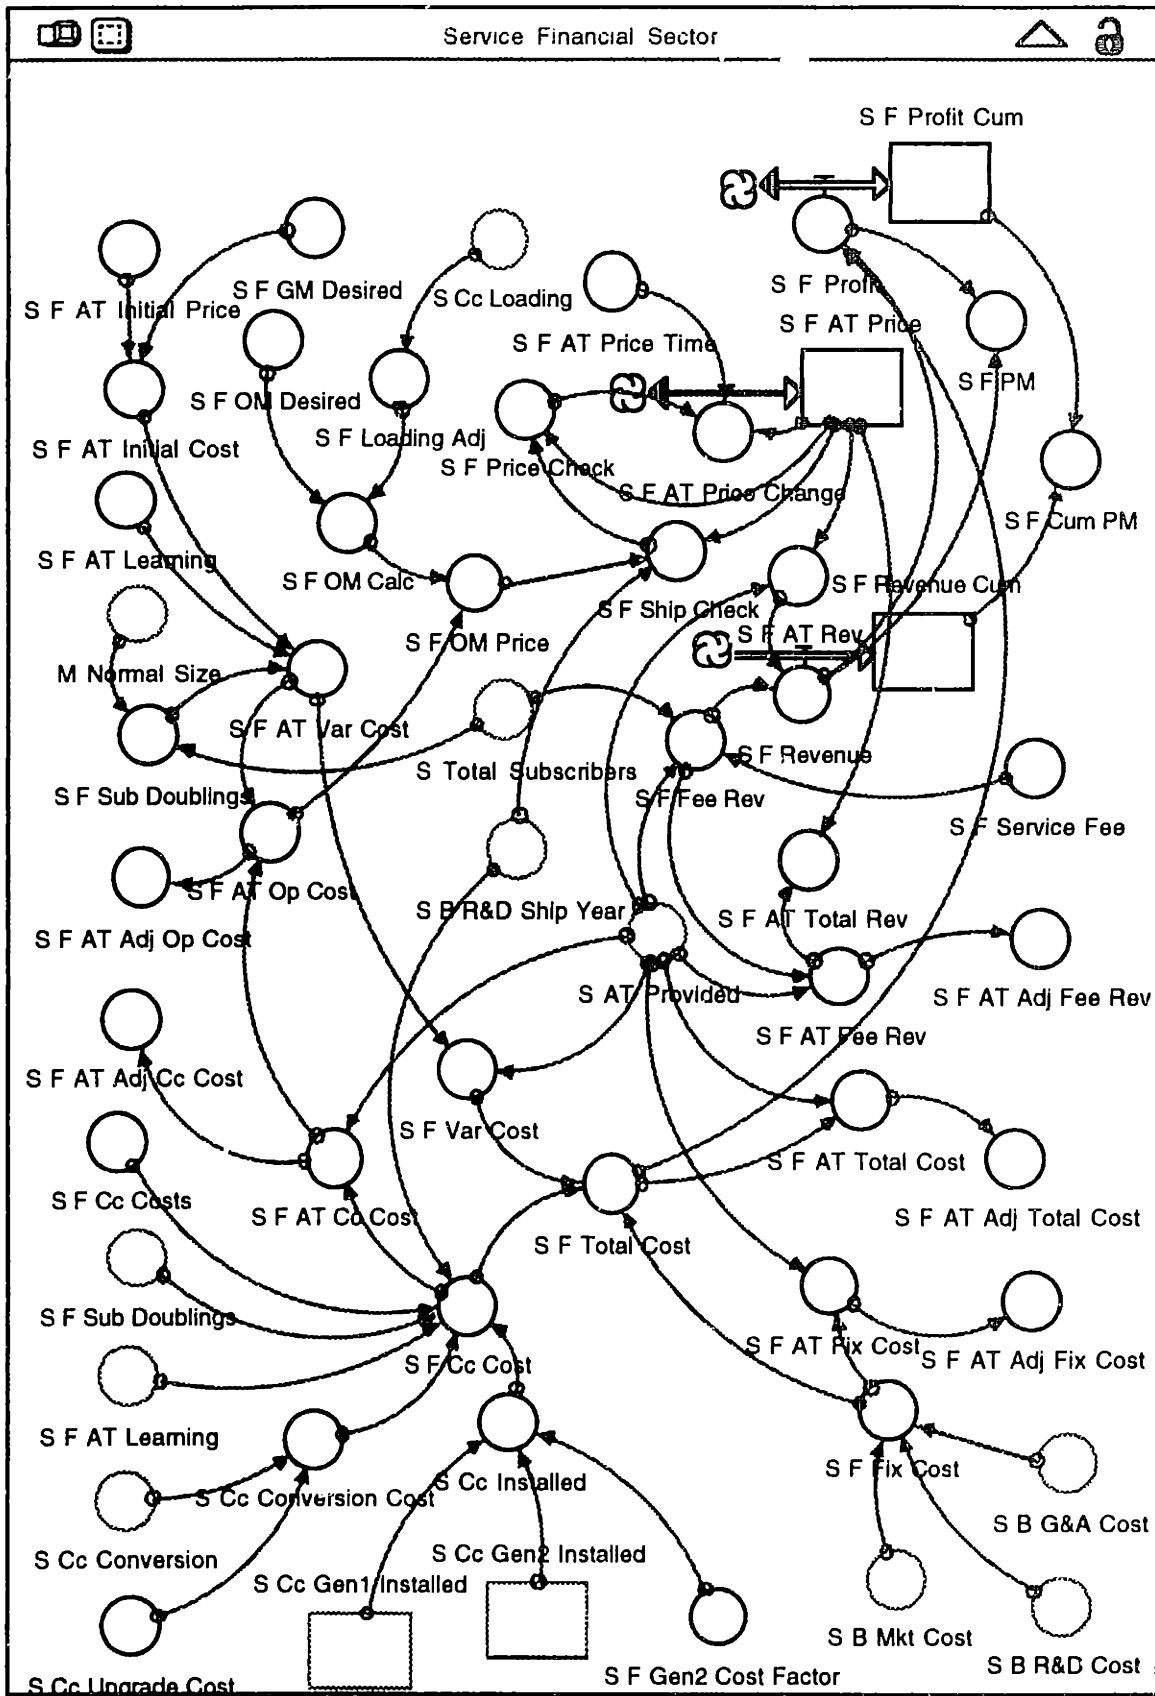 Service Financial Sector
S F Profit Cum
S F Profit
S F GM Desired
S Cc Loading
S F AT Initial Price
S F AT Price
S F AT Price Time
S F PM
S F OM Desired
S F Loading Adj
S F AT Initial Cost
S F Price Check
S F AT Price Change
S F Cum PM
S F AT Learning
S F OM Calc
S F Revenue Cum
S F Ship Check
S F AT Rev
S F OM Price
M Normal Size
S F AT Var Cost
S F Revenue
S Total Subscribers
S F Sub Doublings
S F Fee Rev
S F Service Fee
S F AT Op Cost
S B R&D Ship Year
S F AT Total Rev
S F AT Adj Op Cost
S AT Provided
S F AT Adj Fee Rev
S F AT Fee Rev
S F AT Adj Cc Cost
S F Var Cost
S F AT Total Cost
S F Cc Costs
S F AT Cc Cost
S F AT Adj Total Cost
S F Total Cost
S F Sub Doublings
S F AT Fix Cost
S F AT Adj Fix Cost
S F Cc Cost
S F AT Learning
S F Fix Cost
S Cc Installed
S Cc Conversion Cost
S B G&A Cost
S Cc Gen2 Installed
S Cc Conversion
S Cc Gen1 Installed
S B Mkt Cost
S B R&D Cost
S F Gen2 Cost Factor
S Cc Upgrade Cost